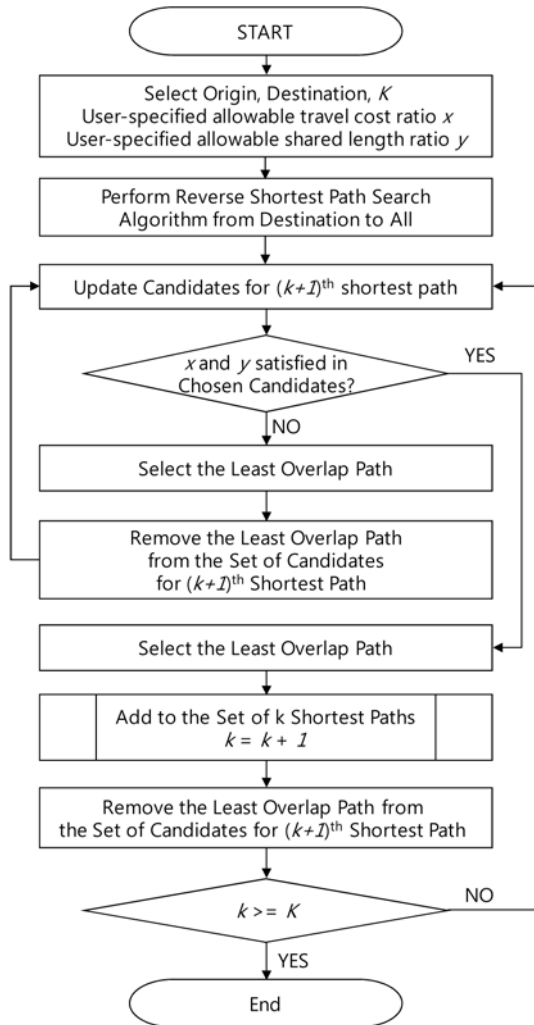 START
Select Origin, Destination, K
User-specified allowable travel cost ratio x
User-specified allowable shared length ratio y
Perform Reverse Shortest Path Search
Algorithm from Destination to All
Update Candidates for (k+1)th shortest path
x and y satisfied in
Chosen Candidates?
YES
NO
Select the Least Overlap Path
Remove the Least Overlap Path
from the Set of Candidates
for (k+1)th Shortest Path
Select the Least Overlap Path
Add to the Set of k Shortest Paths
k = k + 1
Remove the Least Overlap Path from
the Set of Candidates for (k+1)th Shortest Path
k >= K
NO
YES
End